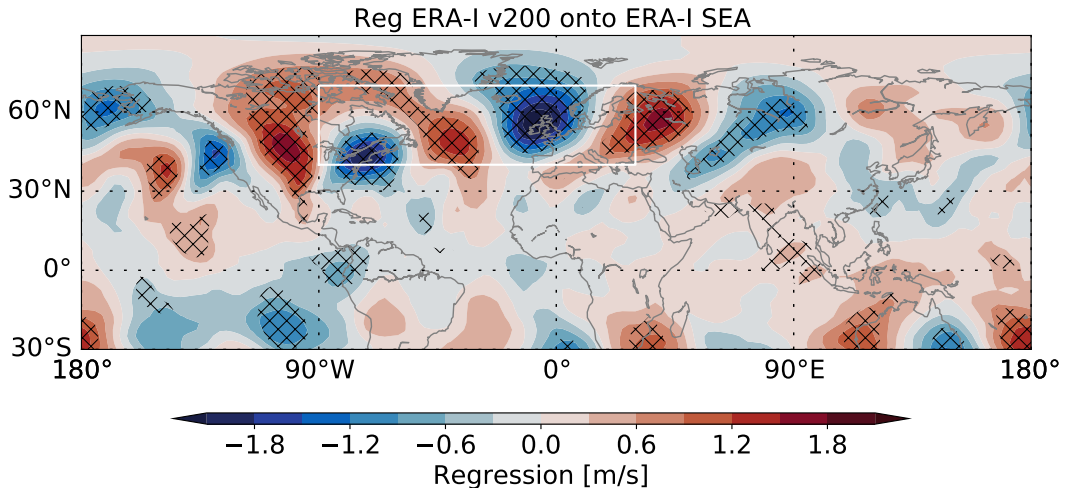 Reg ERA-I v200 onto ERA-I SEA
60°N
30°N
0°
30°S
180° 90°W 0° 90°E 180°
−1.8 −1.2 −0.6 0.0 0.6 1.2 1.8
Regression [m/s]